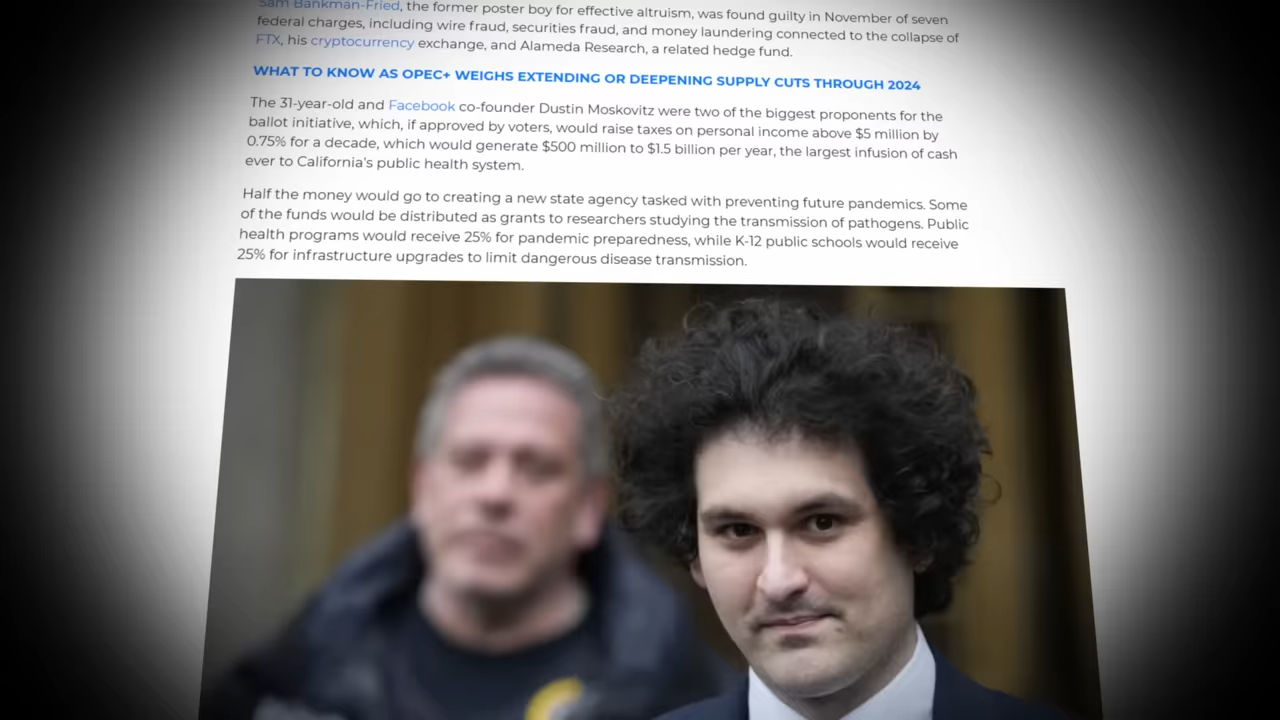 Sam Bankman-Fried, the former poster boy for effective altruism, was found guilty in November of seven
federal charges, including wire fraud, securities fraud, and money laundering connected to the collapse of
FTX, his cryptocurrency exchange, and Alameda Research, a related hedge fund.
WHAT TO KNOW AS OPEC+ WEIGHS EXTENDING OR DEEPENING SUPPLY CUTS THROUGH 2024
The 31-year-old and Facebook co-founder Dustin Moskovitz were two of the biggest proponents for the
ballot initiative, which, if approved by voters, would raise taxes on personal income above $5 million by
0.75% for a decade, which would generate $500 million to $1.5 billion per year, the largest infusion of cash
ever to California's public health system.
Half the money would go to creating a new state agency tasked with preventing future pandemics. Some
of the funds would be distributed as grants to researchers studying the transmission of pathogens. Public
health programs would receive 25% for pandemic preparedness, while K-12 public schools would receive
25% for infrastructure upgrades to limit dangerous disease transmission.